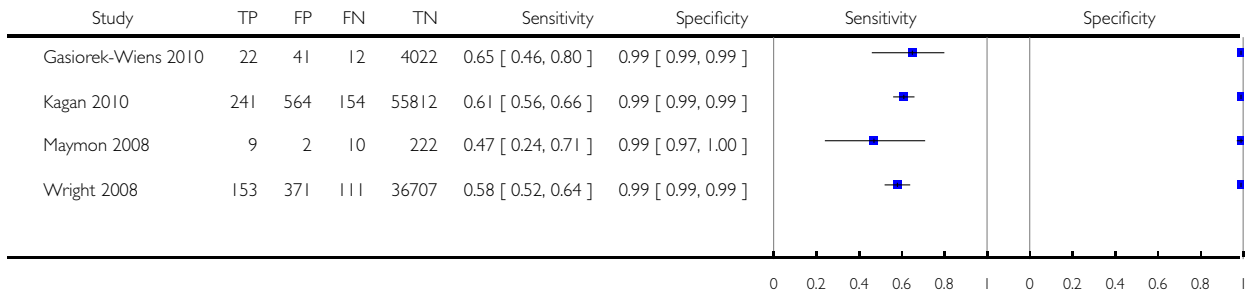 Study TP FP FN TN Sensitivity Specificity Sensitivity Specificity
Gasiorek-Wiens 2010 22 41 12 4022 0.65 [ 0.46, 0.80 ] 0.99 [ 0.99, 0.99 ]
Kagan 2010 241 564 154 55812 0.61 [ 0.56, 0.66 ] 0.99 [ 0.99, 0.99 ]
Maymon 2008 9 2 10 222 0.47 [ 0.24, 0.71 ] 0.99 [ 0.97, 1.00 ]
Wright 2008 153 371 111 36707 0.58 [ 0.52, 0.64 ] 0.99 [ 0.99, 0.99 ]
0 0.2 0.4 0.6 0.8 1 0 0.2 0.4 0.6 0.8 1